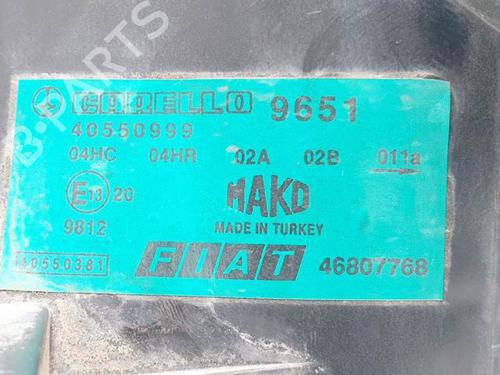 B-PARTS
CARELLO 9651
40550999
04HC 04HR 02A 02B 011a
E13 20
MAKO
9812
MADE IN TURKEY
40550381
FIAT 46807768